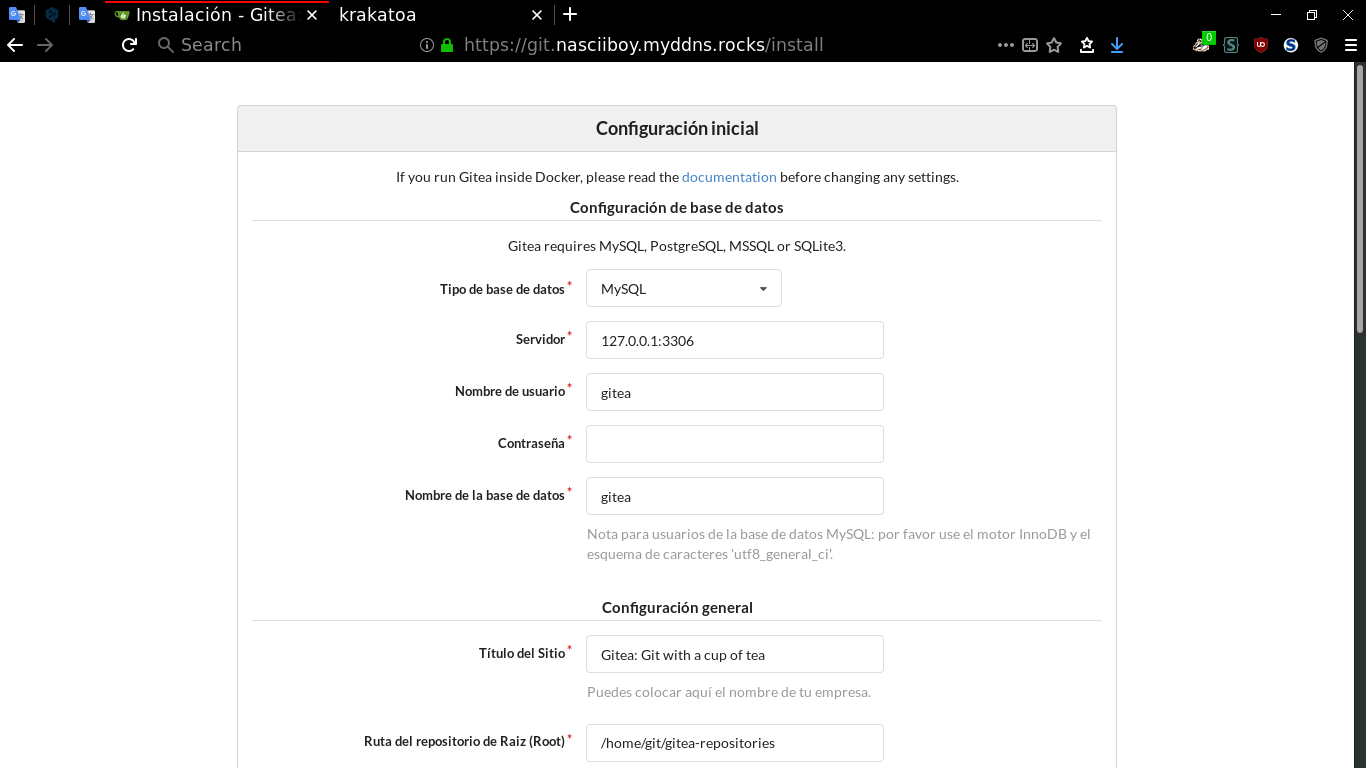 Instalación - Gitea
krakatoa
Search
https://git.nasciiboy.myddns.rocks/install
0
Configuración inicial
If you run Gitea inside Docker, please read the documentation before changing any settings.
Configuración de base de datos
Gitea requires MySQL, PostgreSQL, MSSQL or SQLite3.
Tipo de base de datos*
MySQL
Servidor*
127.0.0.1:3306
Nombre de usuario*
gitea
Contraseña*
Nombre de la base de datos*
gitea
Nota para usuarios de la base de datos MySQL: por favor use el motor InnoDB y el
esquema de caracteres 'utf8_general_ci'.
Configuración general
Título del Sitio*
Gitea: Git with a cup of tea
Puedes colocar aquí el nombre de tu empresa.
Ruta del repositorio de Raiz (Root)*
/home/git/gitea-repositories